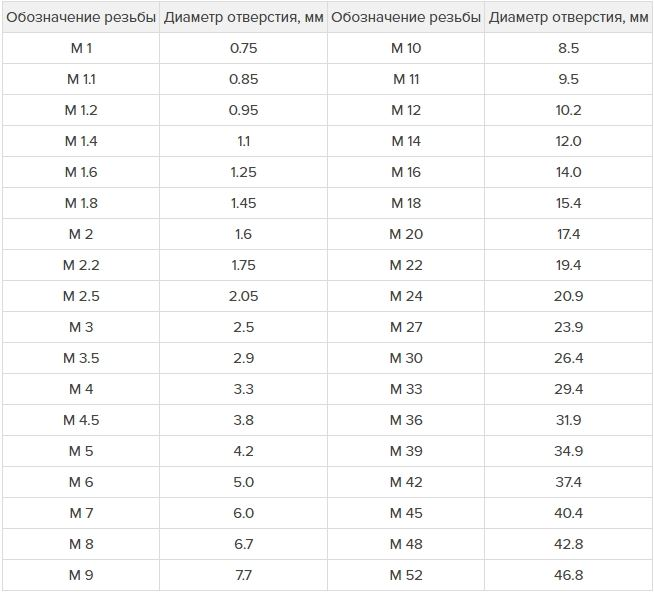 Обозначение резьбы Диаметр отверстия, мм Обозначение резьбы Диаметр отверстия, мм
М 1 0.75 М 10 8.5
М 1.1 0.85 М 11 9.5
М 1.2 0.95 М 12 10.2
М 1.4 1.1 М 14 12.0
М 1.6 1.25 М 16 14.0
М 1.8 1.45 М 18 15.4
М 2 1.6 М 20 17.4
М 2.2 1.75 М 22 19.4
М 2.5 2.05 М 24 20.9
М 3 2.5 М 27 23.9
М 3.5 2.9 М 30 26.4
М 4 3.3 М 33 29.4
М 4.5 3.8 М 36 31.9
М 5 4.2 М 39 34.9
М 6 5.0 М 42 37.4
М 7 6.0 М 45 40.4
М 8 6.7 М 48 42.8
М 9 7.7 М 52 46.8